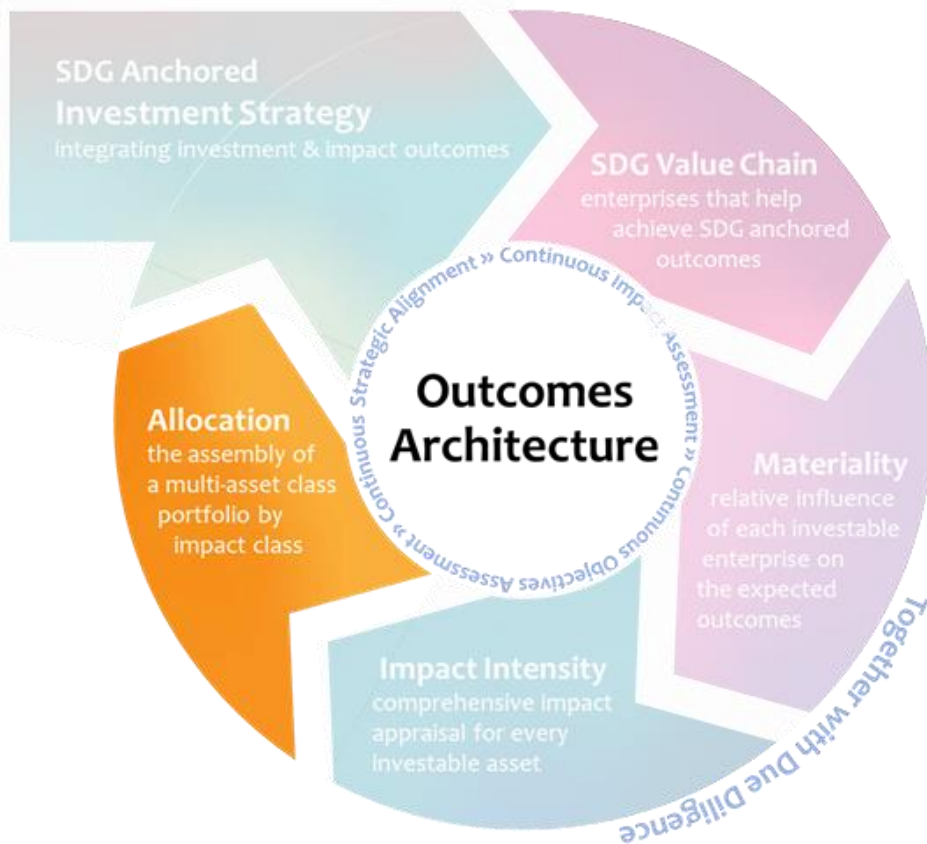 SDG Anchored
Investment Strategy
integrating investment & impact outcomes
SDG Value Chain
enterprises that help
achieve SDG anchored
outcomes
Materiality
relative influence
of each investable
enterprise on
the expected
outcomes
Together with Due Diligence
Impact Intensity
comprehensive impact
appraisal for every
investable asset
Allocation
the assembly of
a multi-asset class
portfolio by
impact class
Outcomes
Architecture
Continuous Strategic Alignment » Continuous Impact Assessment » Continuous Objectives Assessment »